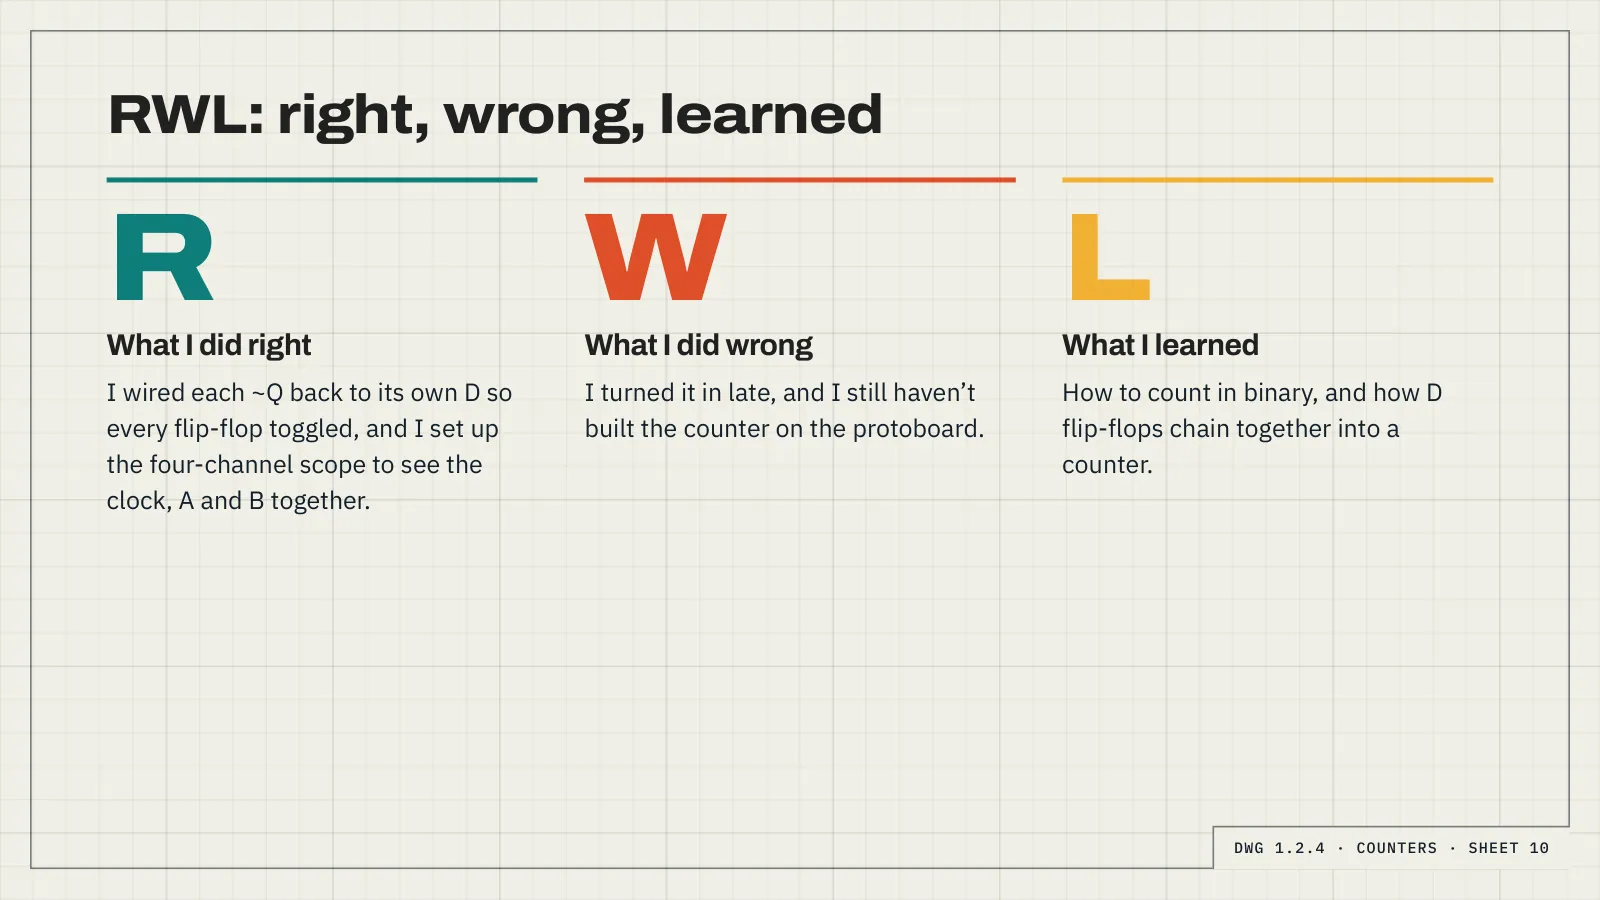 RWL: right, wrong, learned
R
What I did right
I wired each ~Q back to its own D so
every flip-flop toggled, and I set up
the four-channel scope to see the
clock, A and B together.
W
What I did wrong
I turned it in late, and I still haven’t
built the counter on the protoboard.
L
What I learned
How to count in binary, and how D
flip-flops chain together into a
counter.
DWG 1.2.4 · COUNTERS · SHEET 10